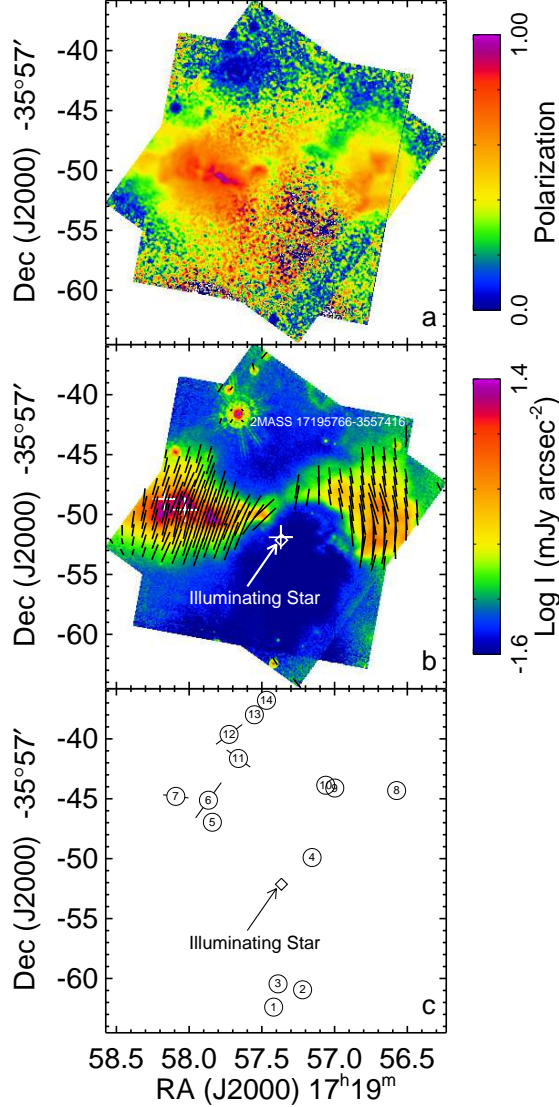 -40
-45
-50
-55
-60
Dec (J2000) -35°57′
a
1.00
0.0
Polarization
2MASS 17195766-3557416
Illuminating Star
-40
-45
-50
-55
-60
Dec (J2000) -35°57′
b
1.4
-1.6
Log I (mJy arcsec⁻²)
14
13
12
11
10
9
8
7
6
5
4
Illuminating Star
3
2
1
-40
-45
-50
-55
-60
Dec (J2000) -35°57′
c
58.5 58.0 57.5 57.0 56.5
RA (J2000) 17ʰ19ᵐ